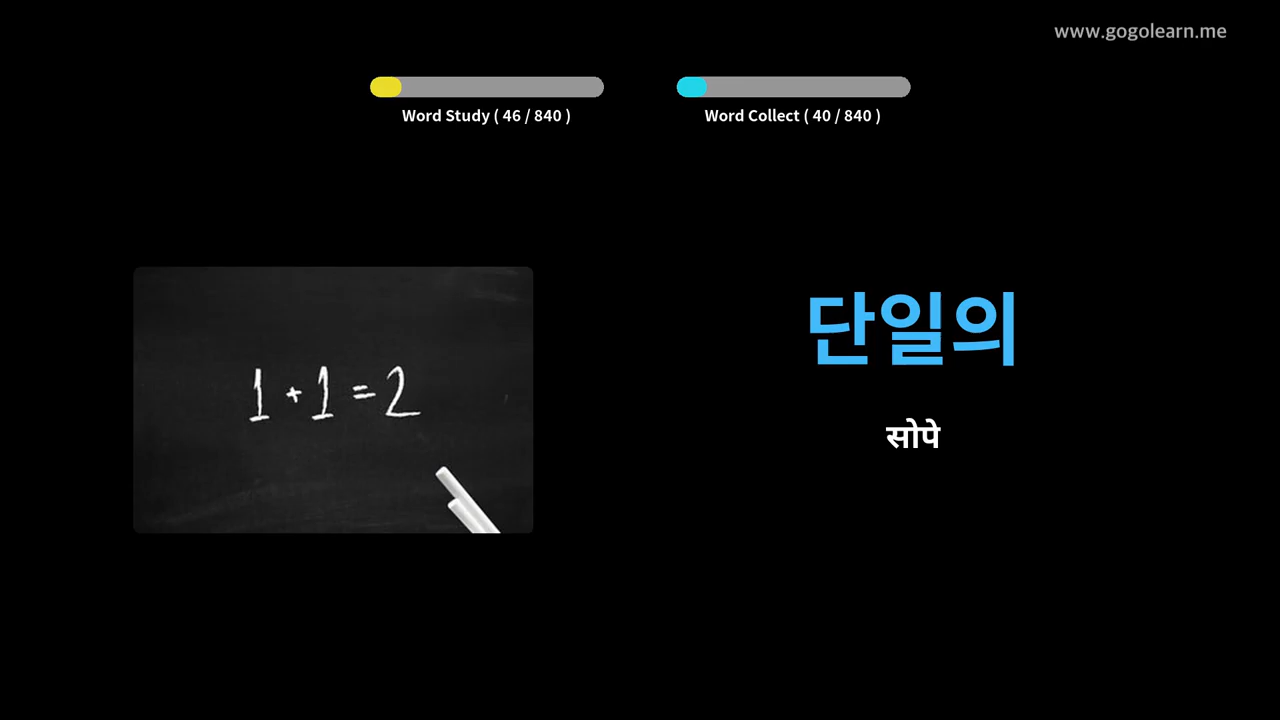 www.gogolearn.me
Word Study ( 46 / 840 )
Word Collect ( 40 / 840 )
1 + 1 = 2
단일의
सोपे